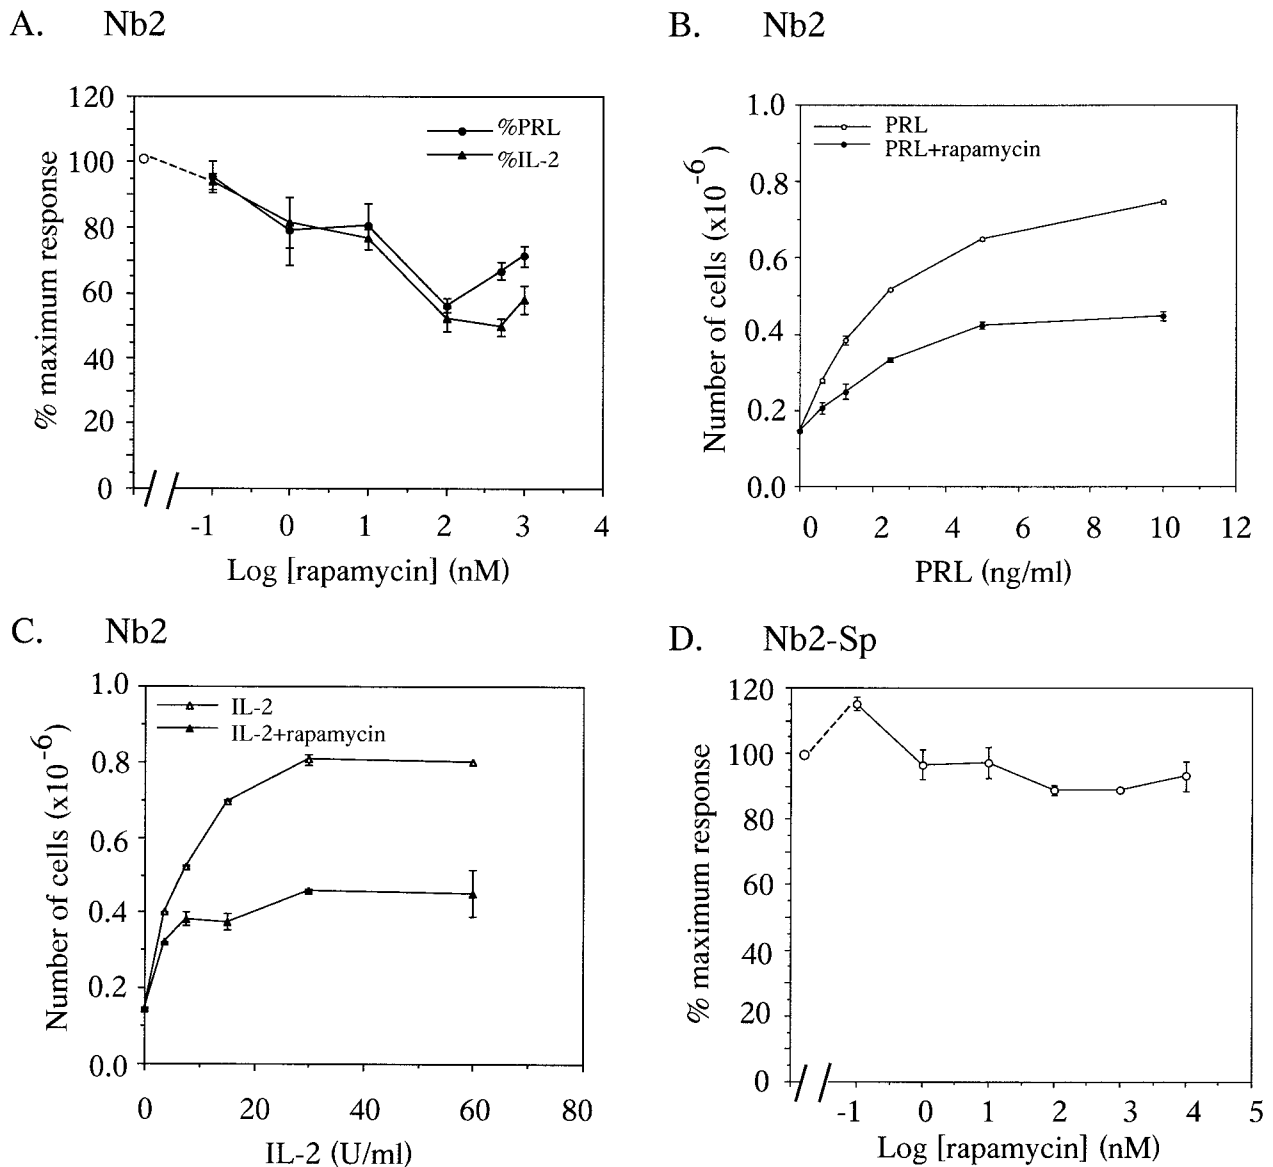 A. Nb2
120
100
80
60
40
20
0
% maximum response
%PRL
%IL-2
-1 0 1 2 3 4
Log [rapamycin] (nM)
B. Nb2
1.0
0.8
0.6
0.4
0.2
0.0
Number of cells (x10-6)
PRL
PRL+rapamycin
0 2 4 6 8 10 12
PRL (ng/ml)
C. Nb2
1.0
0.8
0.6
0.4
0.2
0.0
Number of cells (x10-6)
IL-2
IL-2+rapamycin
0 20 40 60 80
IL-2 (U/ml)
D. Nb2-Sp
120
100
80
60
40
20
0
% maximum response
-1 0 1 2 3 4 5
Log [rapamycin] (nM)